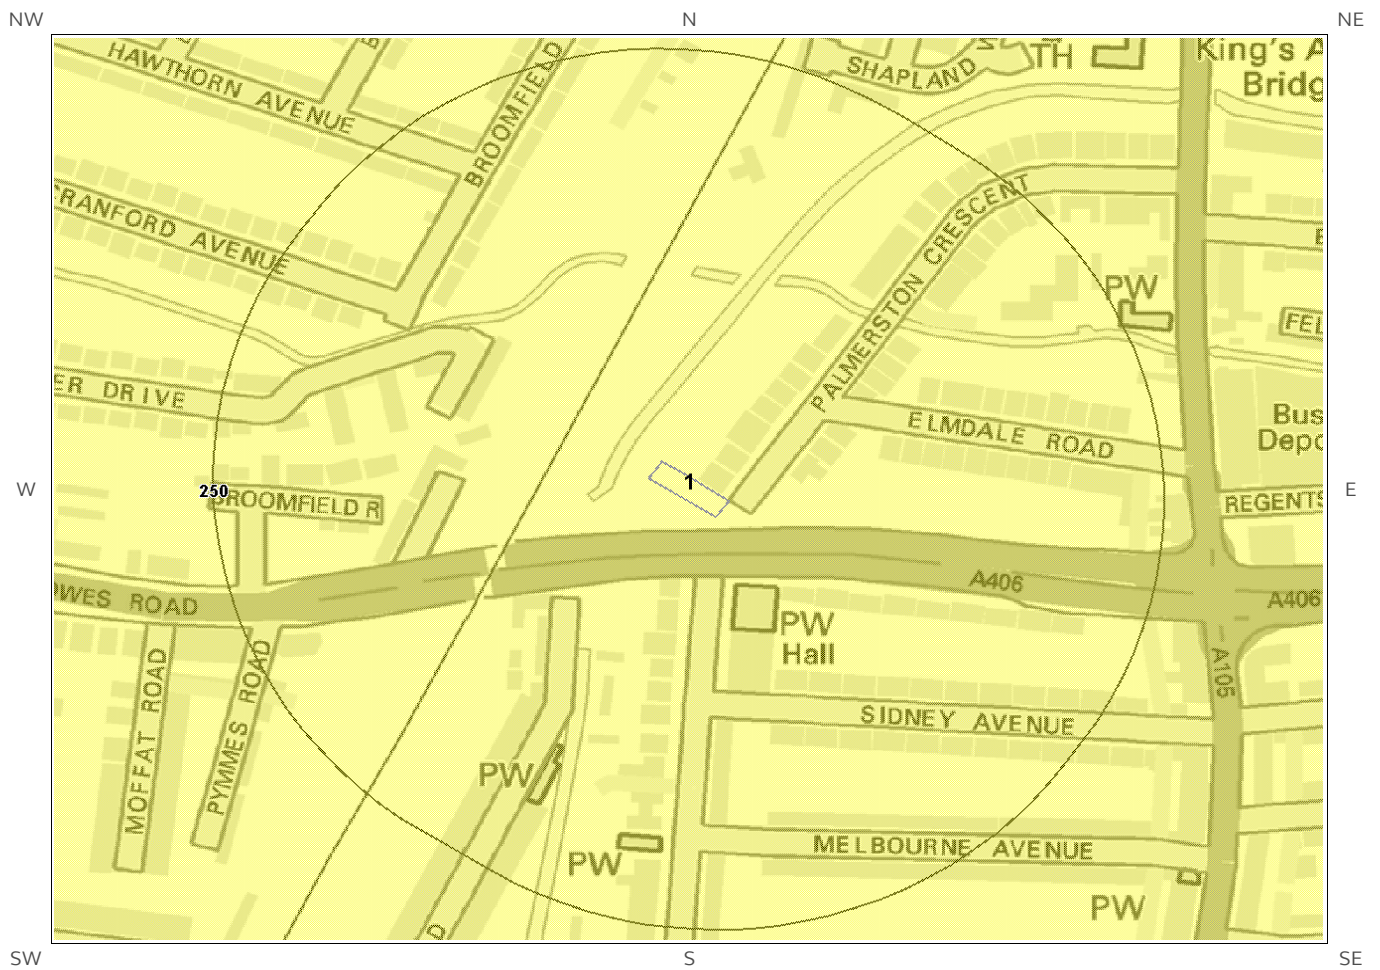 NW
N
NE
HAWTHORN AVENUE
BROOMFIELD
SHAPLAND
TH
King's A
Bridg
CRANFORD AVENUE
PALMERSTON CRESCENT
PW
FEL
ER DRIVE
ELMDALE ROAD
Bus
Depo
W
250
BROOMFIELD R
1
REGENTS
E
OWES ROAD
A406
A406
PW
Hall
A105
MOFFAT ROAD
PYMMES ROAD
SIDNEY AVENUE
PW
PW
MELBOURNE AVENUE
PW
SW
S
SE